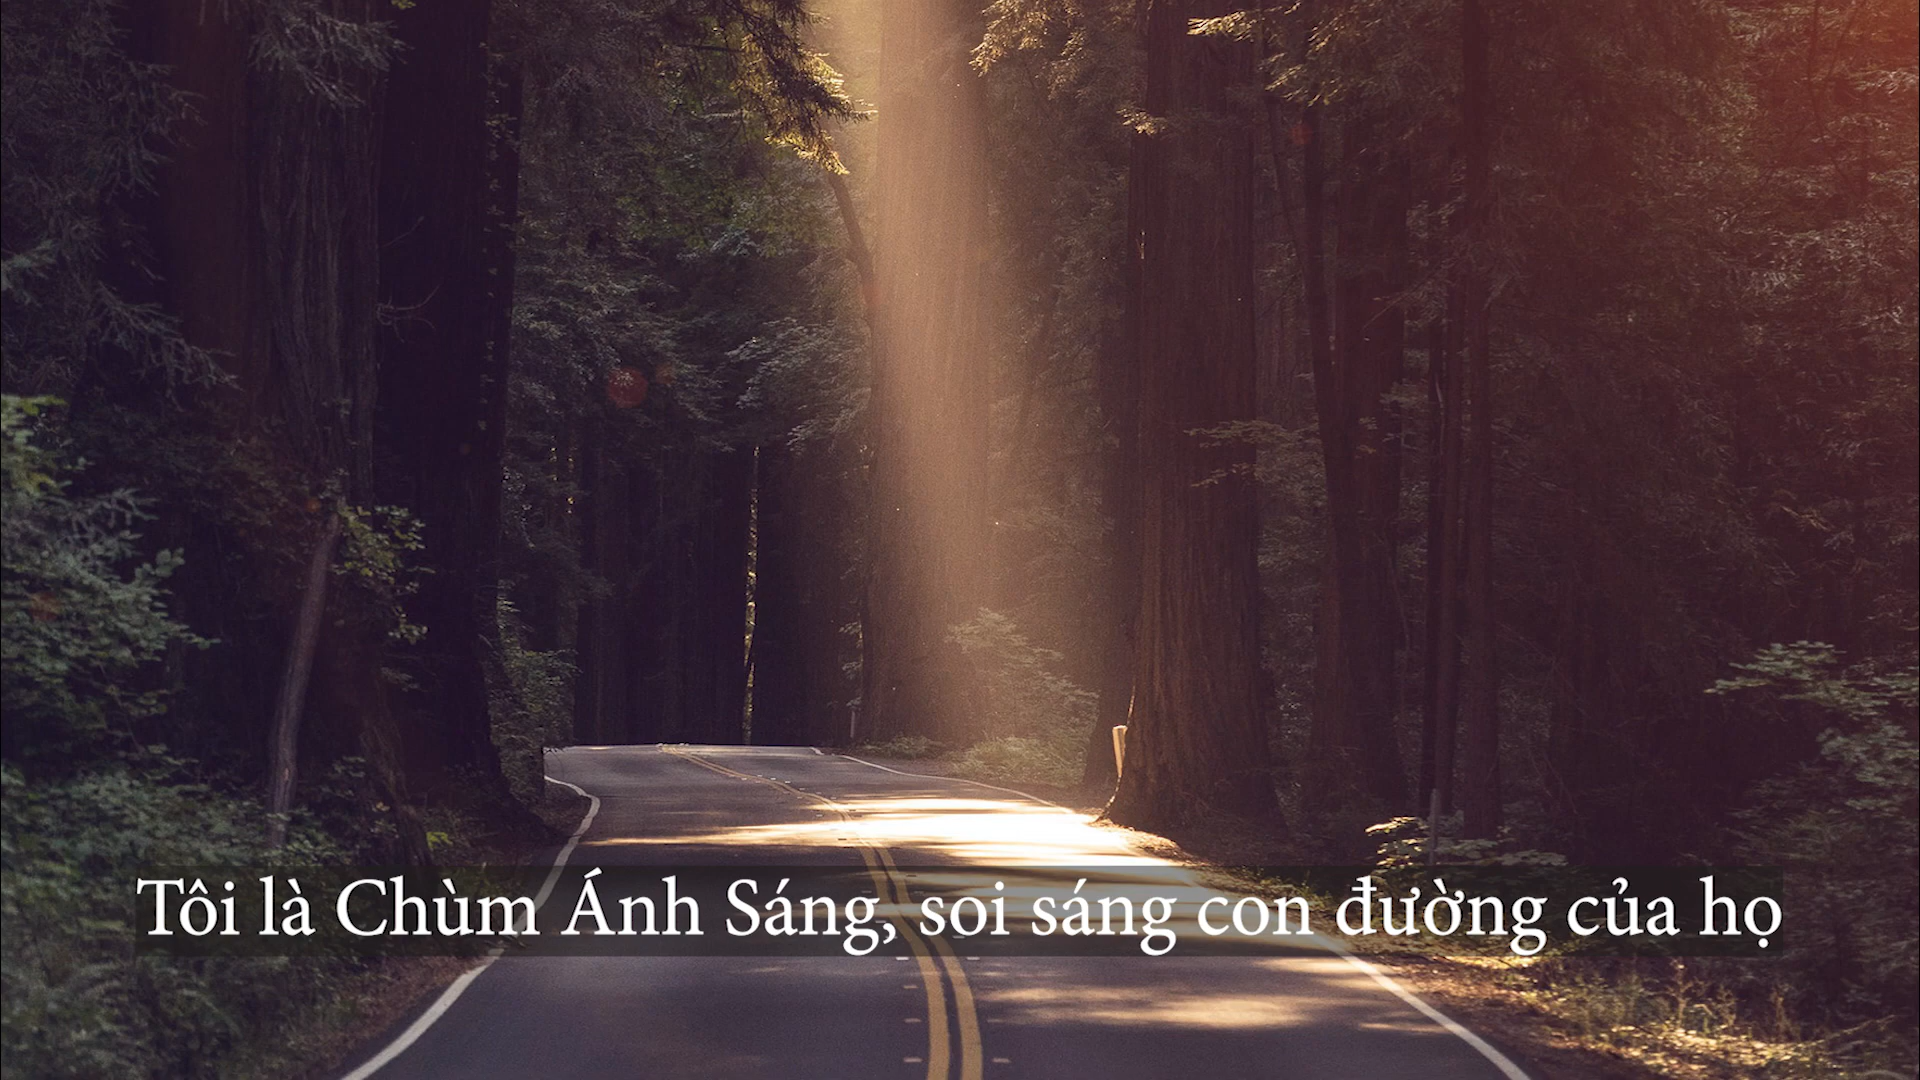 Tôi là Chùm Ánh Sáng, soi sáng con đường của họ